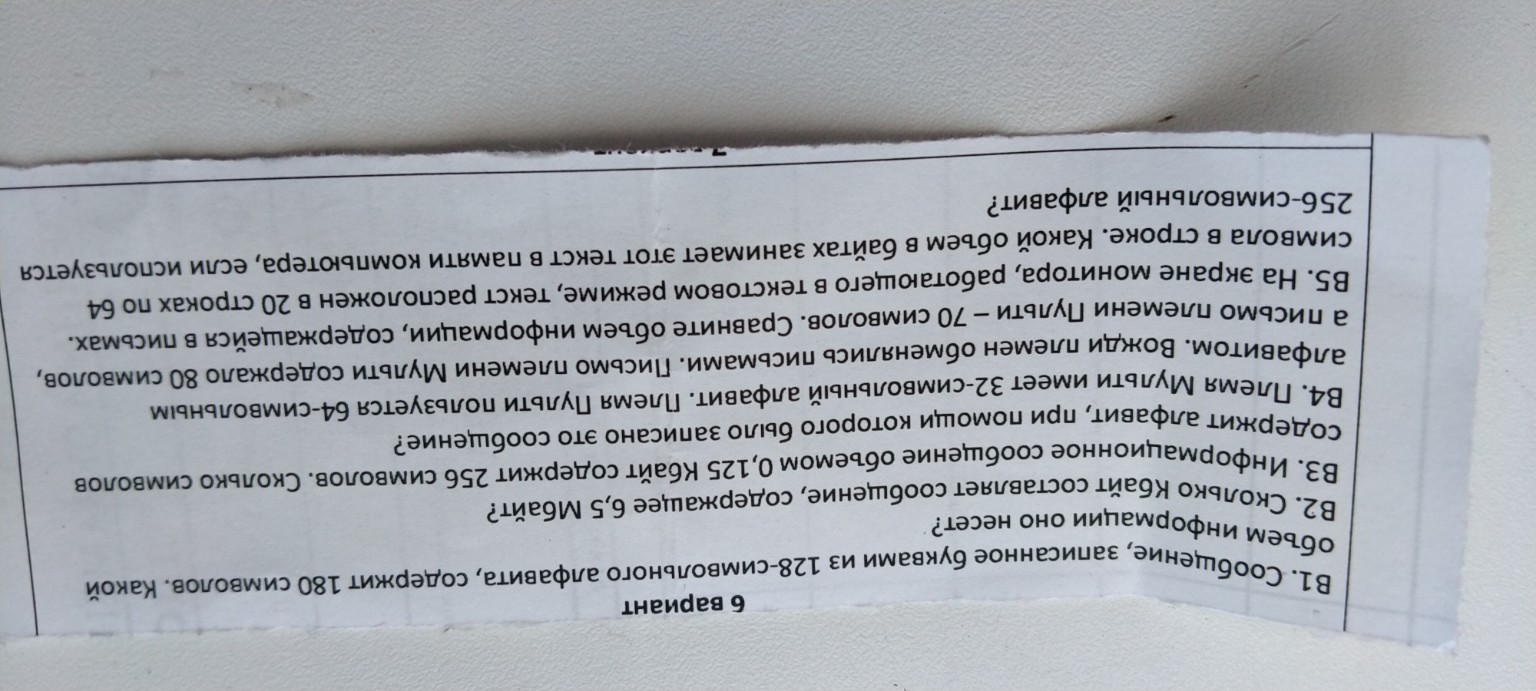 6 вариант
В1. Сообщение, записанное буквами из 128-символьного алфавита, содержит 180 символов. Какой
объем информации оно несет?
В2. Сколько Кбайт составляет сообщение, содержащее 6,5 Мбайт?
В3. Информационное сообщение объемом 0,125 Кбайт содержит 256 символов. Сколько символов
содержит алфавит, при помощи которого было записано это сообщение?
В4. Племя Мульти имеет 32-символьный алфавит. Племя Пульти пользуется 64-символьным
алфавитом. Вожди племен обменялись письмами. Письмо племени Мульти содержало 80 символов,
а письмо племени Пульти – 70 символов. Сравните объем информации, содержащейся в письмах.
В5. На экране монитора, работающего в текстовом режиме, текст расположен в 20 строках по 64
символа в строке. Какой объем в байтах занимает этот текст в памяти компьютера, если используется
256-символьный алфавит?